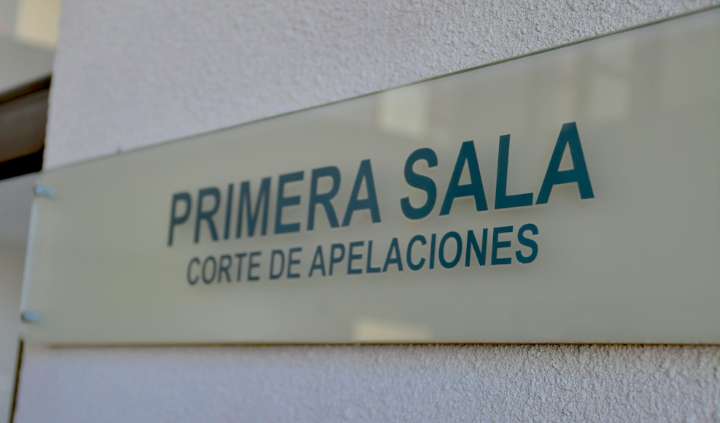 PRIMERA SALA
CORTE DE APELACIONES